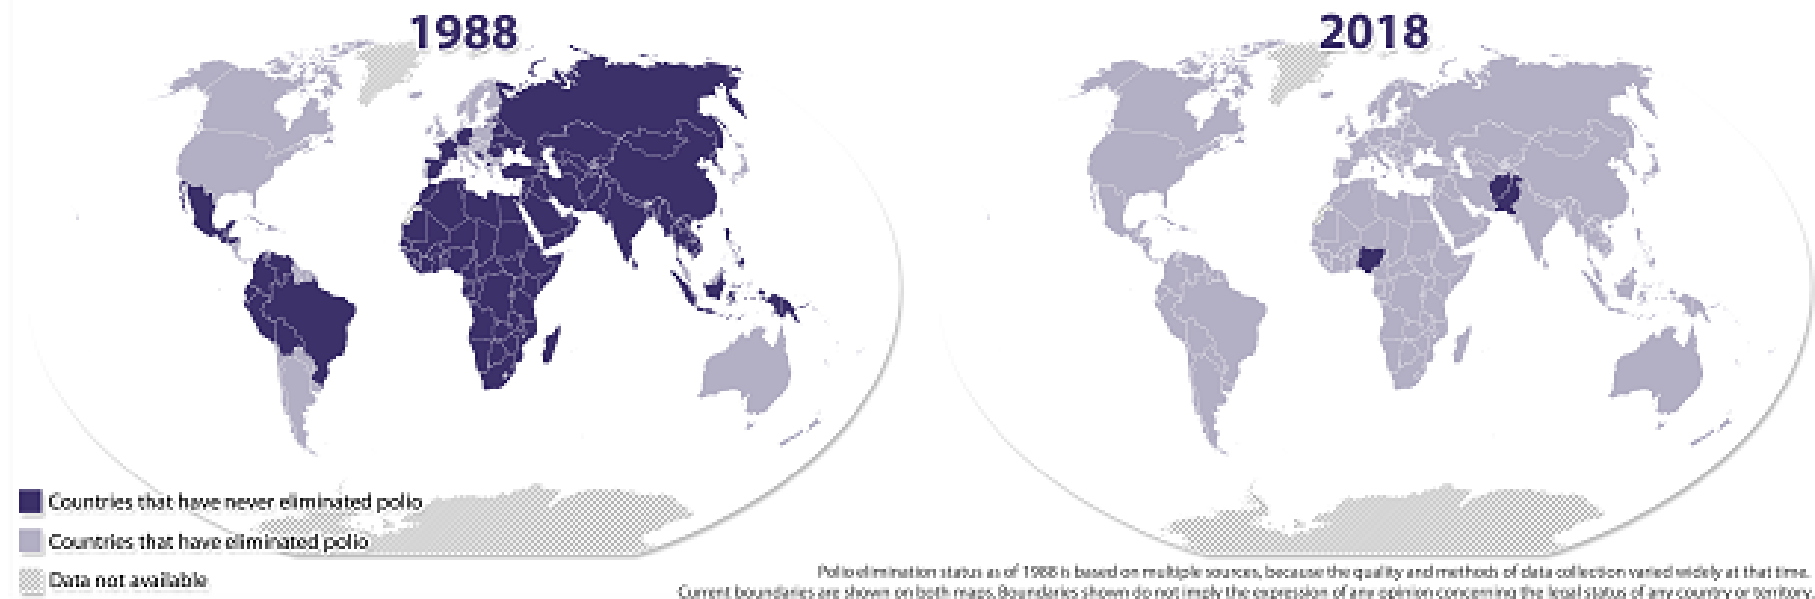 1988
2018
Countries that have never eliminated polio
Countries that have eliminated polio
Data not available
Polio elimination status as of 1988 is based on multiple sources, because the quality and methods of data collection varied widely at that time.
Current boundaries are shown on both maps. Boundaries shown do not imply the expression of any opinion concerning the legal status of any country or territory.